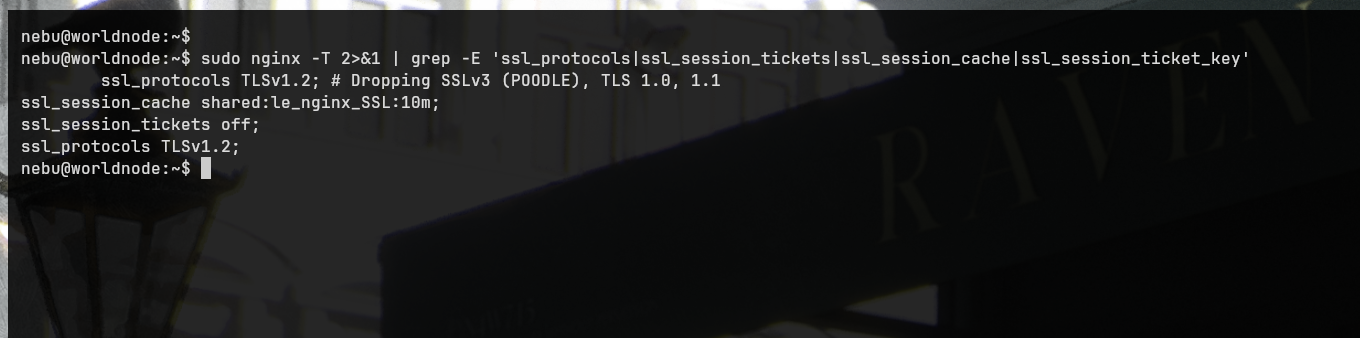 nebu@worldnode:~$
nebu@worldnode:~$ sudo nginx -T 2>&1 | grep -E 'ssl_protocols|ssl_session_tickets|ssl_session_cache|ssl_session_ticket_key'
        ssl_protocols TLSv1.2; # Dropping SSLv3 (POODLE), TLS 1.0, 1.1
ssl_session_cache shared:le_nginx_SSL:10m;
ssl_session_tickets off;
ssl_protocols TLSv1.2;
nebu@worldnode:~$
RAVEN